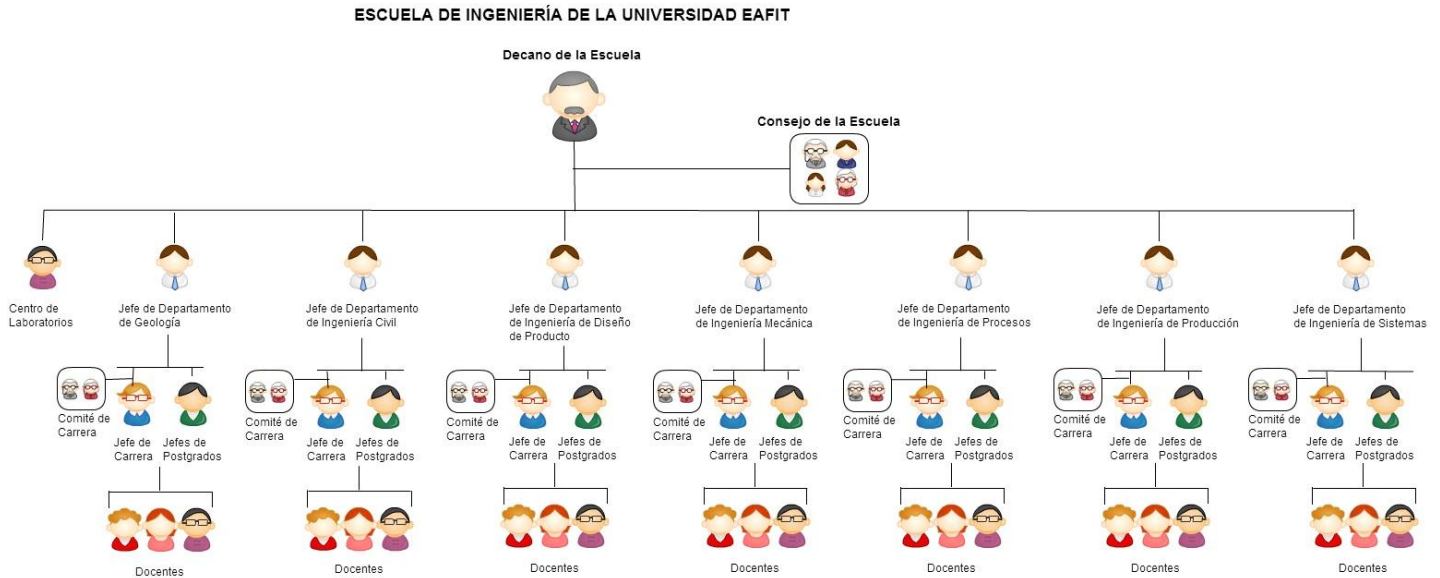 ESCUELA DE INGENIERÍA DE LA UNIVERSIDAD EAFIT
Decano de la Escuela
Consejo de la Escuela
Centro de
Laboratorios
Jefe de Departamento
de Geología
Jefe de Departamento
de Ingeniería Civil
Jefe de Departamento
de Ingeniería de Diseño
de Producto
Jefe de Departamento
de Ingeniería Mecánica
Jefe de Departamento
de Ingeniería de Procesos
Jefe de Departamento
de Ingeniería de Producción
Jefe de Departamento
de Ingeniería de Sistemas
Comité de
Carrera
Jefe de
Carrera
Jefes de
Postgrados
Comité de
Carrera
Jefe de
Carrera
Jefes de
Postgrados
Comité de
Carrera
Jefe de
Carrera
Jefes de
Postgrados
Comité de
Carrera
Jefe de
Carrera
Jefes de
Postgrados
Comité de
Carrera
Jefe de
Carrera
Jefes de
Postgrados
Comité de
Carrera
Jefe de
Carrera
Jefes de
Postgrados
Comité de
Carrera
Jefe de
Carrera
Jefes de
Postgrados
Docentes
Docentes
Docentes
Docentes
Docentes
Docentes
Docentes